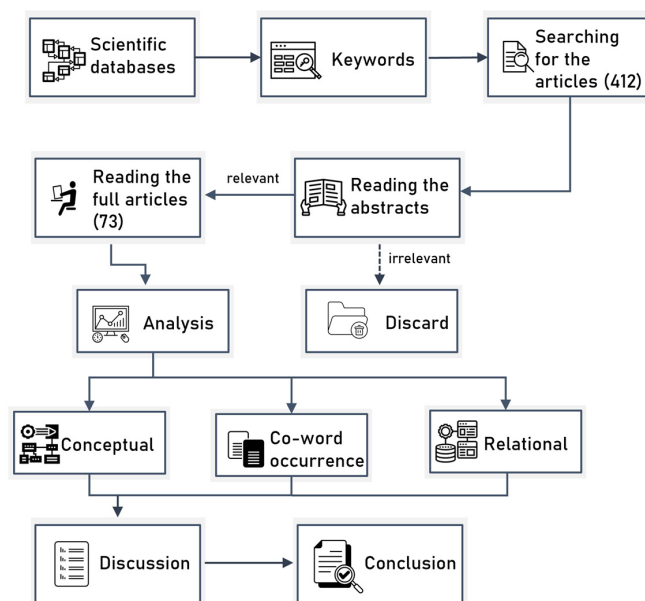 Scientific
databases
Keywords
Searching
for the
articles (412)
Reading the
full articles
(73)
relevant
Reading the
abstracts
irrelevant
Analysis
Discard
Conceptual
Co-word
occurrence
Relational
Discussion
Conclusion